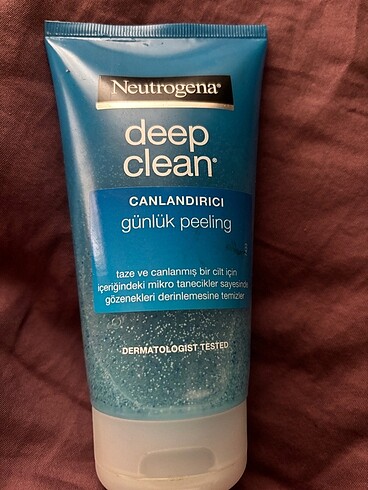 Neutrogena®
deep
clean®
CANLANDIRICI
günlük peeling
taze ve canlanmış bir cilt için
içeriğindeki mikro tanecikler sayesinde
gözenekleri derinlemesine temizler
DERMATOLOGIST TESTED